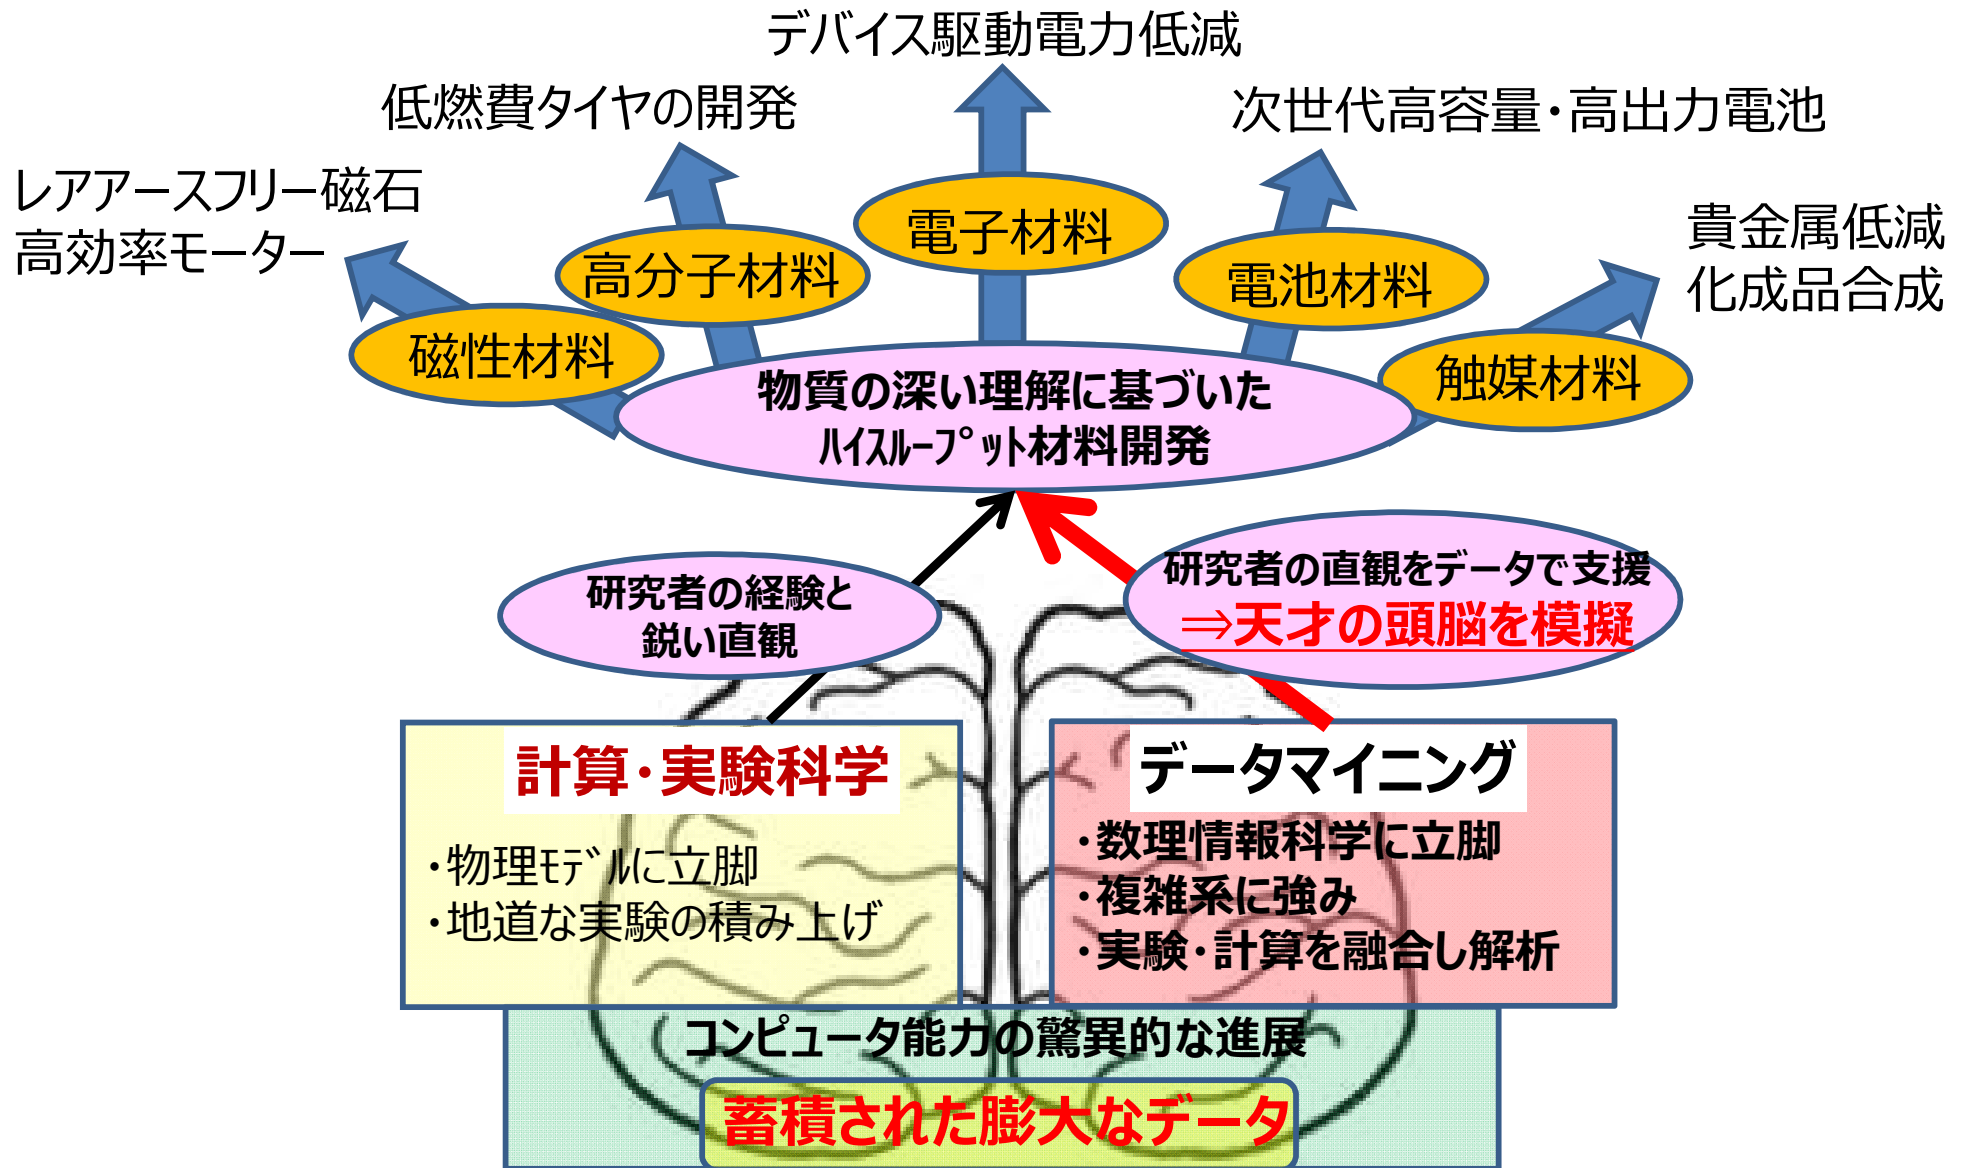 デバイス駆動電力低減
低燃費タイヤの開発
次世代高容量・高出力電池
レアアースフリー磁石
高効率モーター
貴金属低減
化成品合成
電子材料
高分子材料
電池材料
磁性材料
触媒材料
物質の深い理解に基づいた
ﾊｲｽﾙｰﾌﾟｯﾄ材料開発
研究者の経験と
鋭い直観
研究者の直観をデータで支援
⇒天才の頭脳を模擬
計算・実験科学
・物理ﾓﾃﾞﾙに立脚
・地道な実験の積み上げ
データマイニング
・数理情報科学に立脚
・複雑系に強み
・実験・計算を融合し解析
コンピュータ能力の驚異的な進展
蓄積された膨大なデータ